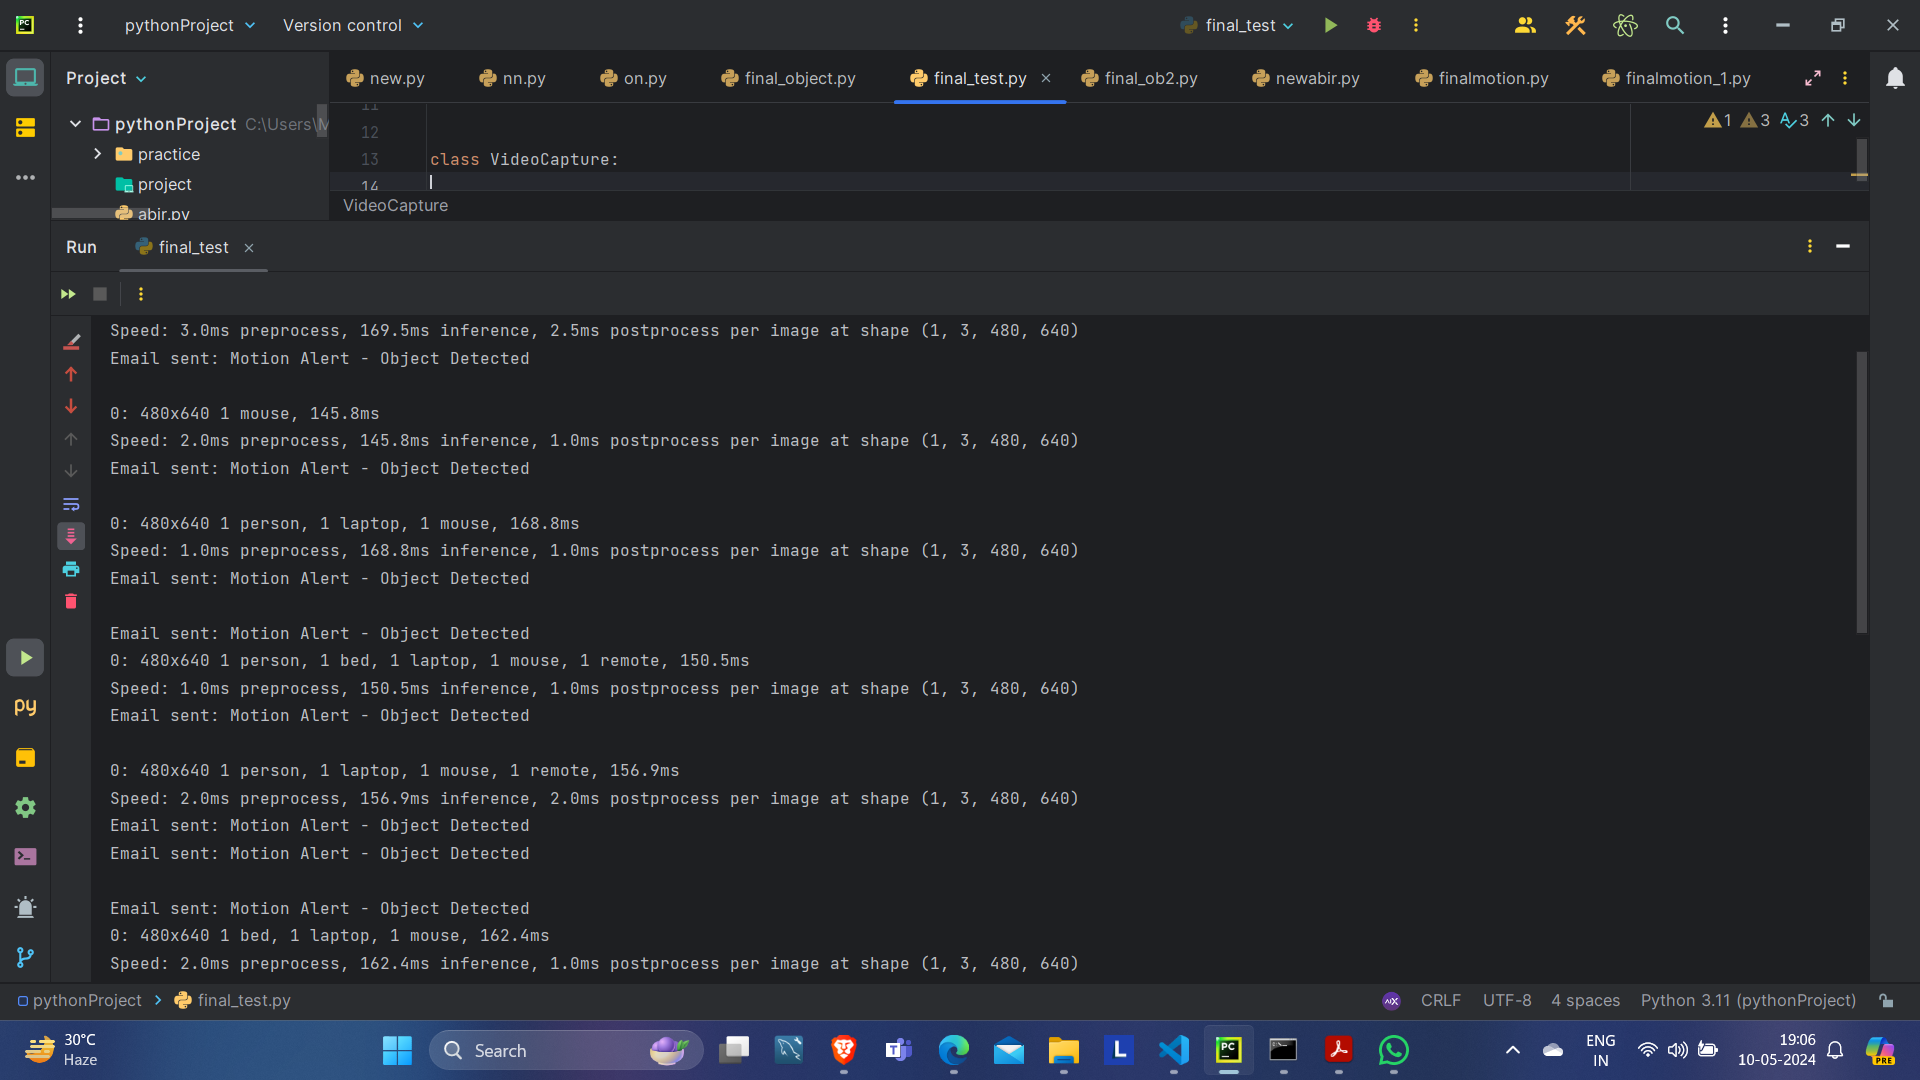 pythonProject Version control final_test
Project new.py nn.py on.py final_object.py final_test.py final_ob2.py newabir.py finalmotion.py finalmotion_1.py
pythonProject C:\Users\M
practice
project
abir.py
11
12
13 class VideoCapture:
14
1 3 3
VideoCapture
Run final_test
Speed: 3.0ms preprocess, 169.5ms inference, 2.5ms postprocess per image at shape (1, 3, 480, 640)
Email sent: Motion Alert - Object Detected
0: 480x640 1 mouse, 145.8ms
Speed: 2.0ms preprocess, 145.8ms inference, 1.0ms postprocess per image at shape (1, 3, 480, 640)
Email sent: Motion Alert - Object Detected
0: 480x640 1 person, 1 laptop, 1 mouse, 168.8ms
Speed: 1.0ms preprocess, 168.8ms inference, 1.0ms postprocess per image at shape (1, 3, 480, 640)
Email sent: Motion Alert - Object Detected
Email sent: Motion Alert - Object Detected
0: 480x640 1 person, 1 bed, 1 laptop, 1 mouse, 1 remote, 150.5ms
Speed: 1.0ms preprocess, 150.5ms inference, 1.0ms postprocess per image at shape (1, 3, 480, 640)
Email sent: Motion Alert - Object Detected
0: 480x640 1 person, 1 laptop, 1 mouse, 1 remote, 156.9ms
Speed: 2.0ms preprocess, 156.9ms inference, 2.0ms postprocess per image at shape (1, 3, 480, 640)
Email sent: Motion Alert - Object Detected
Email sent: Motion Alert - Object Detected
Email sent: Motion Alert - Object Detected
0: 480x640 1 bed, 1 laptop, 1 mouse, 162.4ms
Speed: 2.0ms preprocess, 162.4ms inference, 1.0ms postprocess per image at shape (1, 3, 480, 640)
pythonProject > final_test.py CRLF UTF-8 4 spaces Python 3.11 (pythonProject)
30°C
Haze
Search
ENG
IN
19:06
10-05-2024